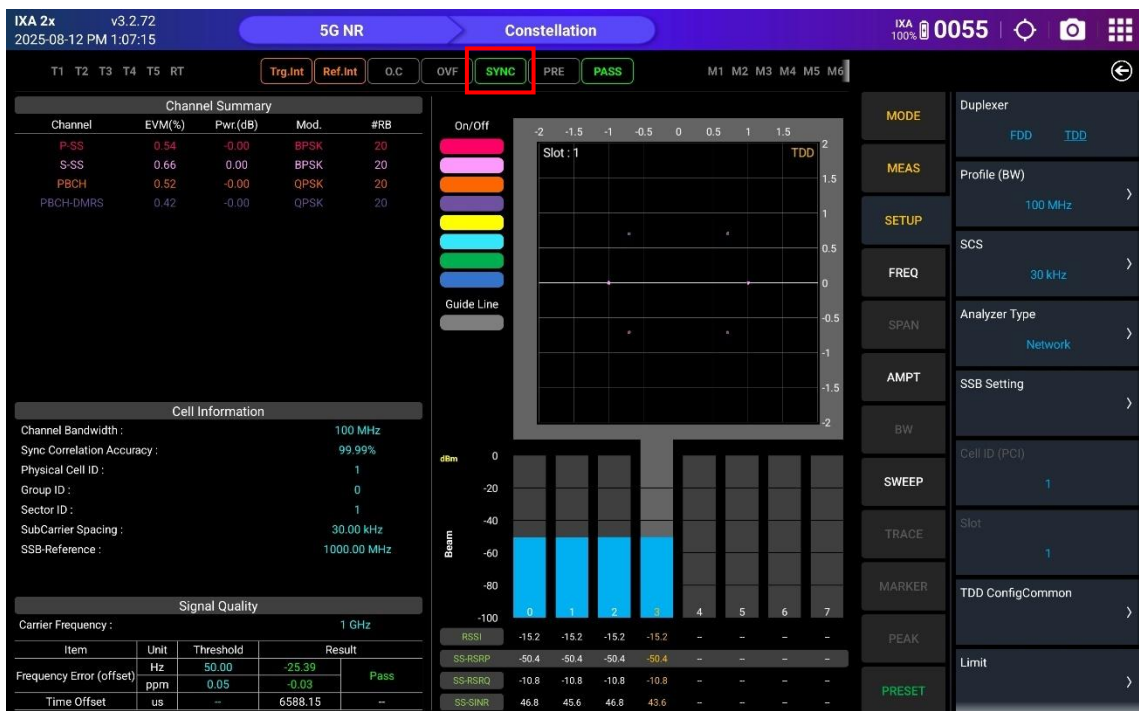 IXA 2x v3.2.72
2025-08-12 PM 1:07:15
5G NR
Constellation
IXA
100%
0055
T1 T2 T3 T4 T5 RT
Trg.Int Ref.Int O.C OVF SYNC PRE PASS
M1 M2 M3 M4 M5 M6
Channel Summary
Channel EVM(%) Pwr.(dB) Mod. #RB
P-SS 0.54 -0.00 BPSK 20
S-SS 0.66 0.00 BPSK 20
PBCH 0.52 -0.00 QPSK 20
PBCH-DMRS 0.42 -0.00 QPSK 20
Cell Information
Channel Bandwidth : 100 MHz
Sync Correlation Accuracy : 99.99%
Physical Cell ID : 1
Group ID : 0
Sector ID : 1
SubCarrier Spacing : 30.00 kHz
SSB-Reference : 1000.00 MHz
Signal Quality
Carrier Frequency : 1 GHz
Item Unit Threshold Result
Frequency Error (offset) Hz 50.00 -25.39 Pass
ppm 0.05 -0.03
Time Offset us -- 6588.15 --
On/Off
Guide Line
-2 -1.5 -1 -0.5 0 0.5 1 1.5
Slot : 1 TDD
2
1.5
1
0.5
0
-0.5
-1
-1.5
-2
dBm 0
-20
-40
Beam
-60
-80
-100
0 1 2 3 4 5 6 7
RSSI -15.2 -15.2 -15.2 -15.2 -- -- -- --
SS-RSRP -50.4 -50.4 -50.4 -50.4 -- -- -- --
SS-RSRQ -10.8 -10.8 -10.8 -10.8 -- -- -- --
SS-SINR 46.8 45.6 46.8 43.6 -- -- -- --
MODE
MEAS
SETUP
FREQ
SPAN
AMPT
BW
SWEEP
TRACE
MARKER
PEAK
PRESET
Duplexer
FDD TDD
Profile (BW)
100 MHz
SCS
30 kHz
Analyzer Type
Network
SSB Setting
Cell ID (PCI)
1
Slot
1
TDD ConfigCommon
Limit